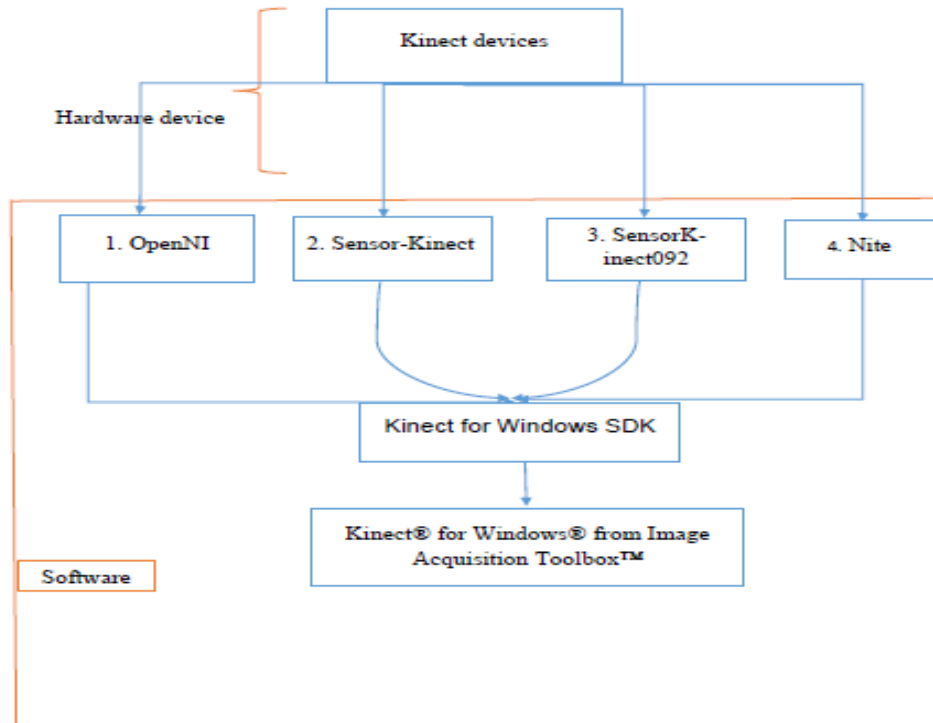 Kinect devices
Hardware device
1. OpenNI
2. Sensor-Kinect
3. SensorK-
inect092
4. Nite
Kinect for Windows SDK
Kinect® for Windows® from Image
Acquisition Toolbox™
Software